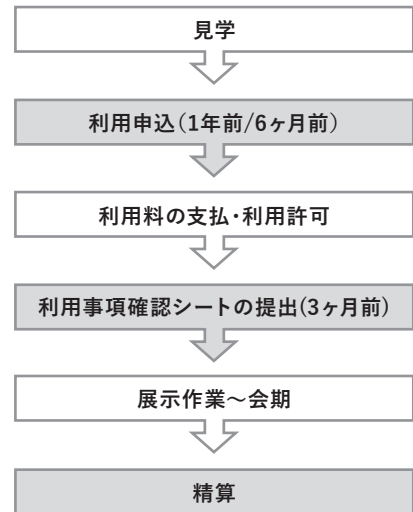 見学
利用申込(1年前/6ヶ月前)
利用料の支払・利用許可
利用事項確認シートの提出(3ヶ月前)
展示作業〜会期
精算